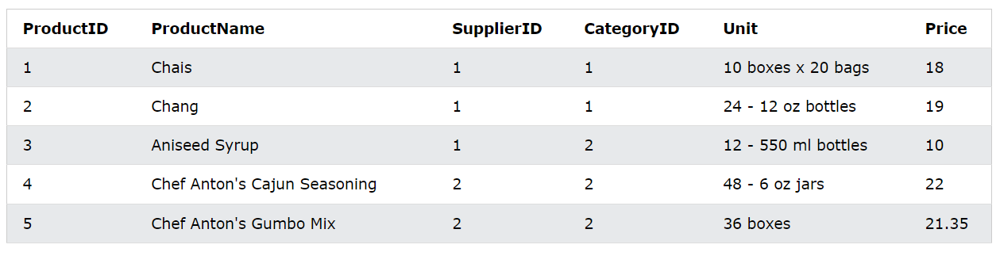 ProductID ProductName SupplierID CategoryID Unit Price
1 Chais 1 1 10 boxes x 20 bags 18
2 Chang 1 1 24 - 12 oz bottles 19
3 Aniseed Syrup 1 2 12 - 550 ml bottles 10
4 Chef Anton's Cajun Seasoning 2 2 48 - 6 oz jars 22
5 Chef Anton's Gumbo Mix 2 2 36 boxes 21.35